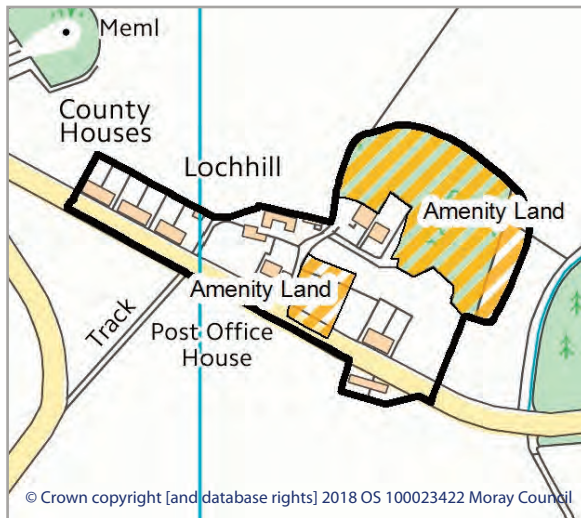 Meml
County
Houses
Lochhill
Amenity Land
Amenity Land
Track
Post Office
House
© Crown copyright [and database rights] 2018 OS 100023422 Moray Council